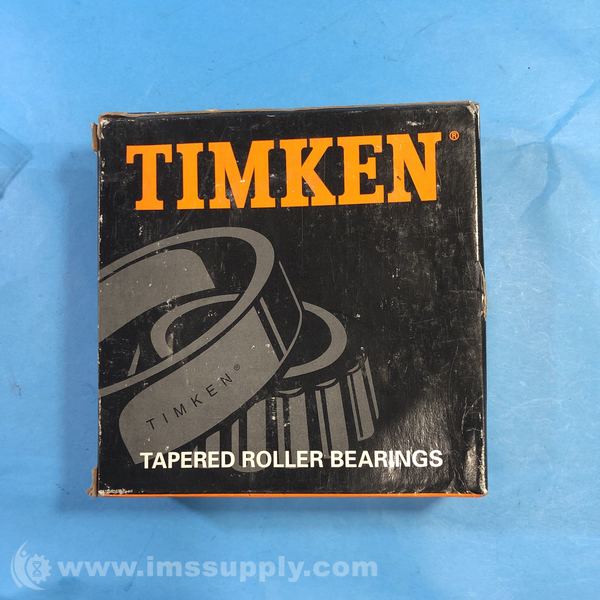 TIMKEN®
TIMKEN®
TAPERED ROLLER BEARINGS
www.imssupply.com